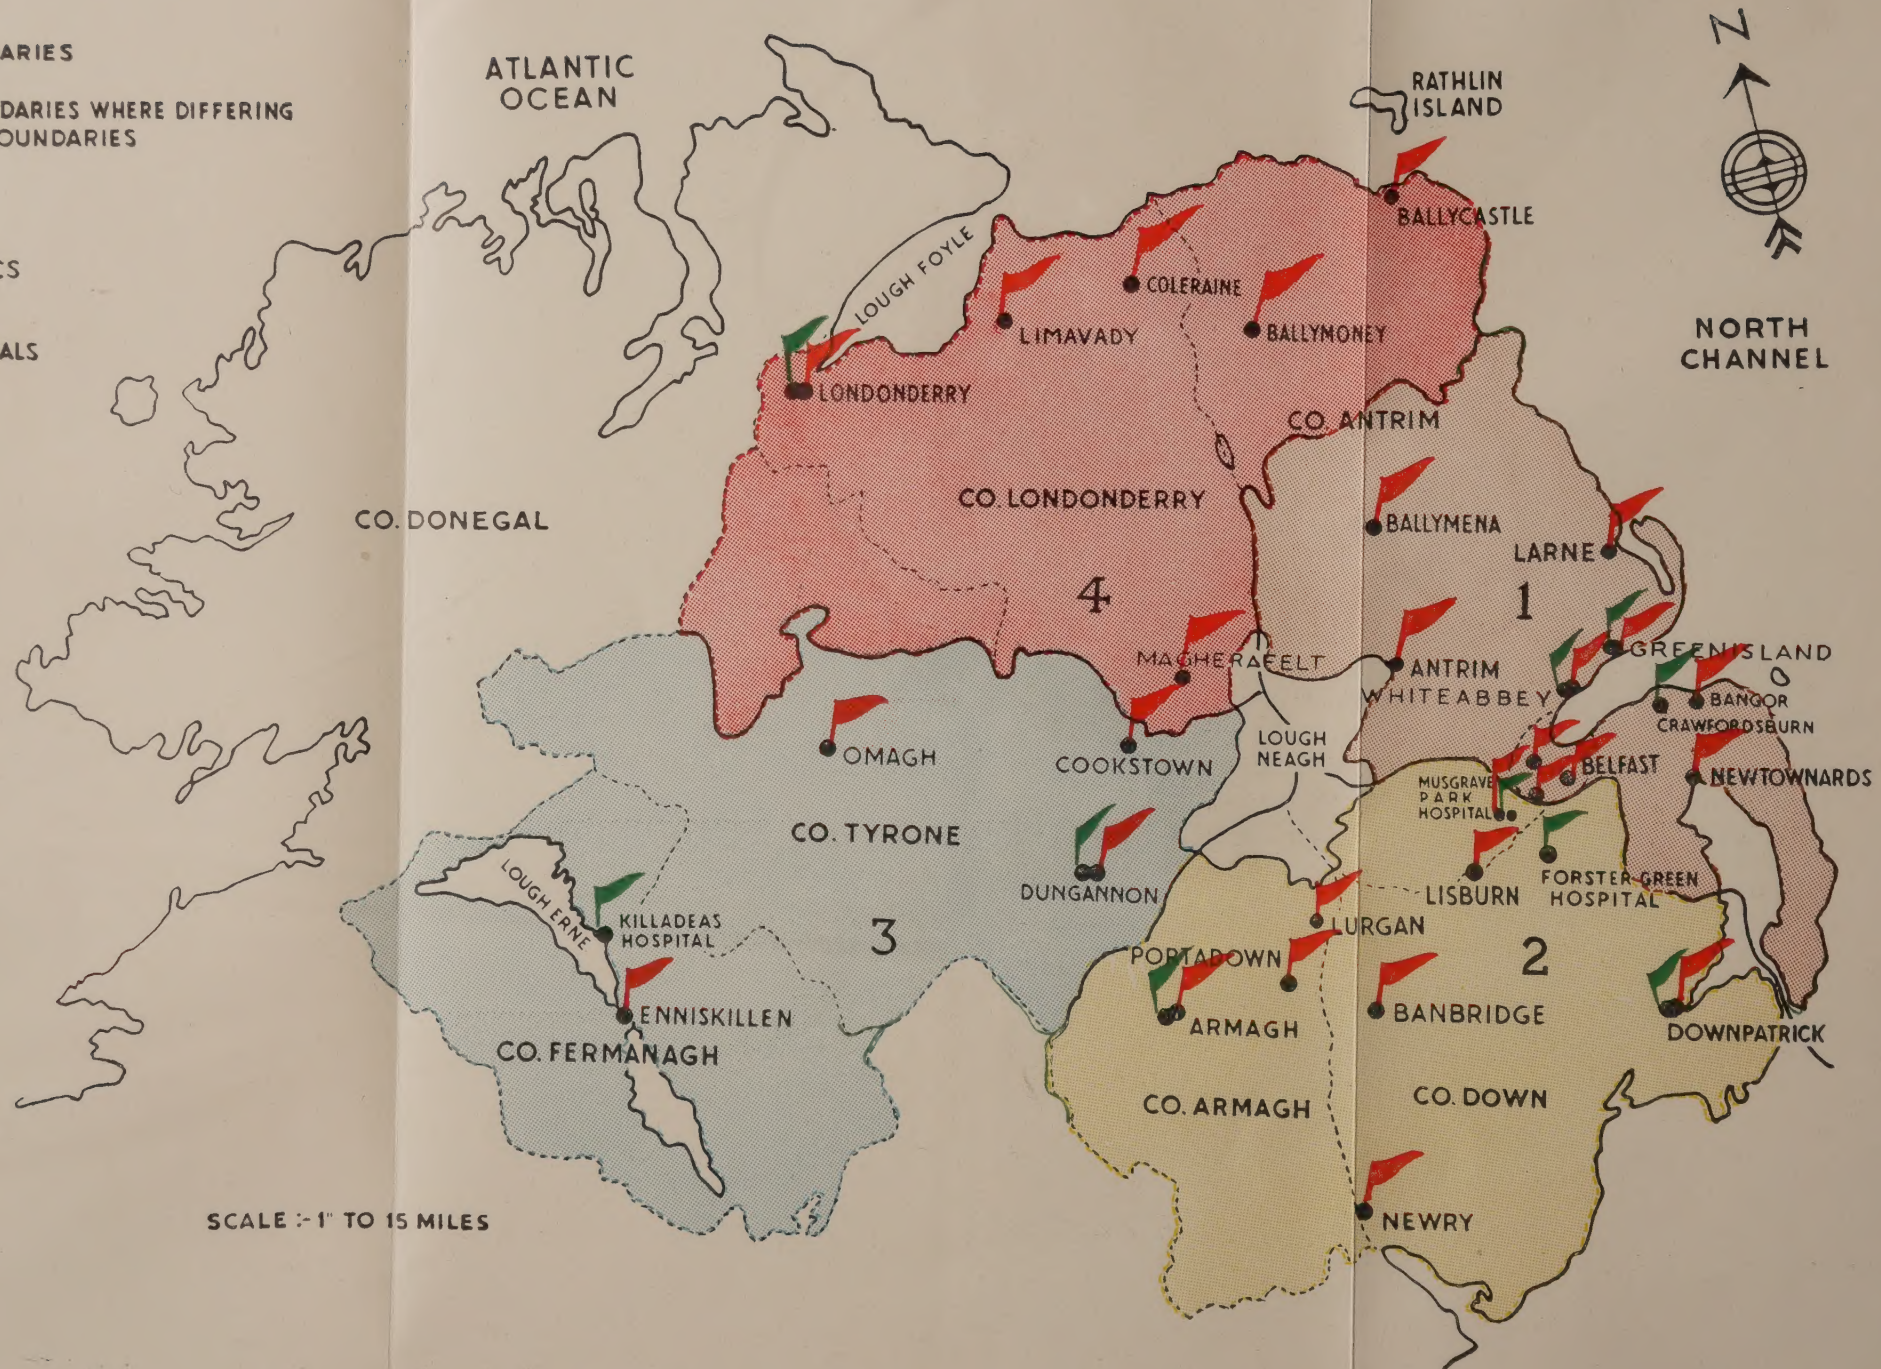 ARIES
DARIES WHERE DIFFERING
OUNDARIES
CS
ALS
ATLANTIC
OCEAN
RATHLIN
ISLAND
N
BALLYCASTLE
LOUGH FOYLE
COLERAINE
LIMAVADY
BALLYMONEY
NORTH
CHANNEL
LONDONDERRY
CO. ANTRIM
CO. LONDONDERRY
CO. DONEGAL
BALLYMENA
LARNE
4
1
MAGHERAFELT
ANTRIM
GREENISLAND
WHITEABBEY
BANGOR
CRAWFORDSBURN
OMAGH
COOKSTOWN
LOUGH
NEAGH
BELFAST
NEWTOWNARDS
MUSGRAVE
PARK
HOSPITAL
CO. TYRONE
DUNGANNON
LISBURN
FORSTER GREEN
HOSPITAL
LOUGH ERNE
KILLADEAS
HOSPITAL
3
LURGAN
PORTADOWN
2
ENNISKILLEN
ARMAGH
BANBRIDGE
DOWNPATRICK
CO. FERMANAGH
CO. ARMAGH
CO. DOWN
SCALE :- 1" TO 15 MILES
NEWRY